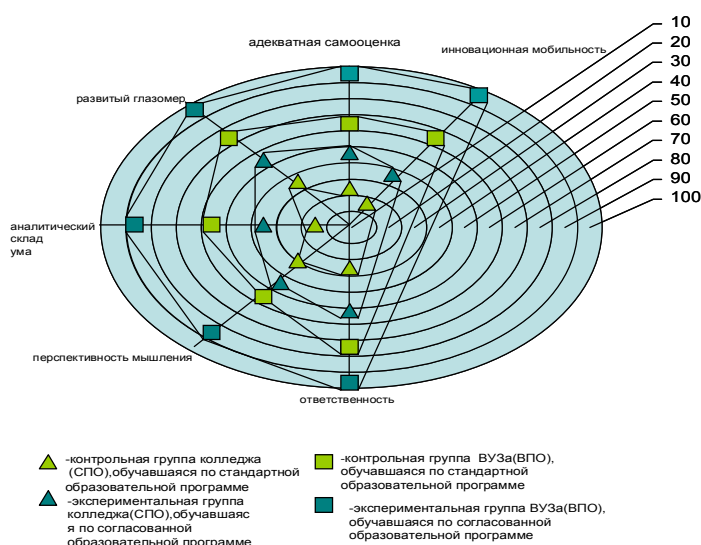 адекватная самооценка
инновационная мобильность
10
20
30
40
50
60
70
80
90
100
развитый глазомер
аналитический
склад
ума
перспективность мышления
ответственность
-контрольная группа колледжа
(СПО),обучавшаяся по стандартной
образовательной программе
-экспериментальная группа
колледжа(СПО),обучавшаяс
я по согласованной
образовательной программе
-контрольная группа ВУЗа(ВПО),
обучавшаяся по стандартной
образовательной программе
-экспериментальная группа ВУЗа(ВПО),
обучавшаяся по согласованной
образовательной программе